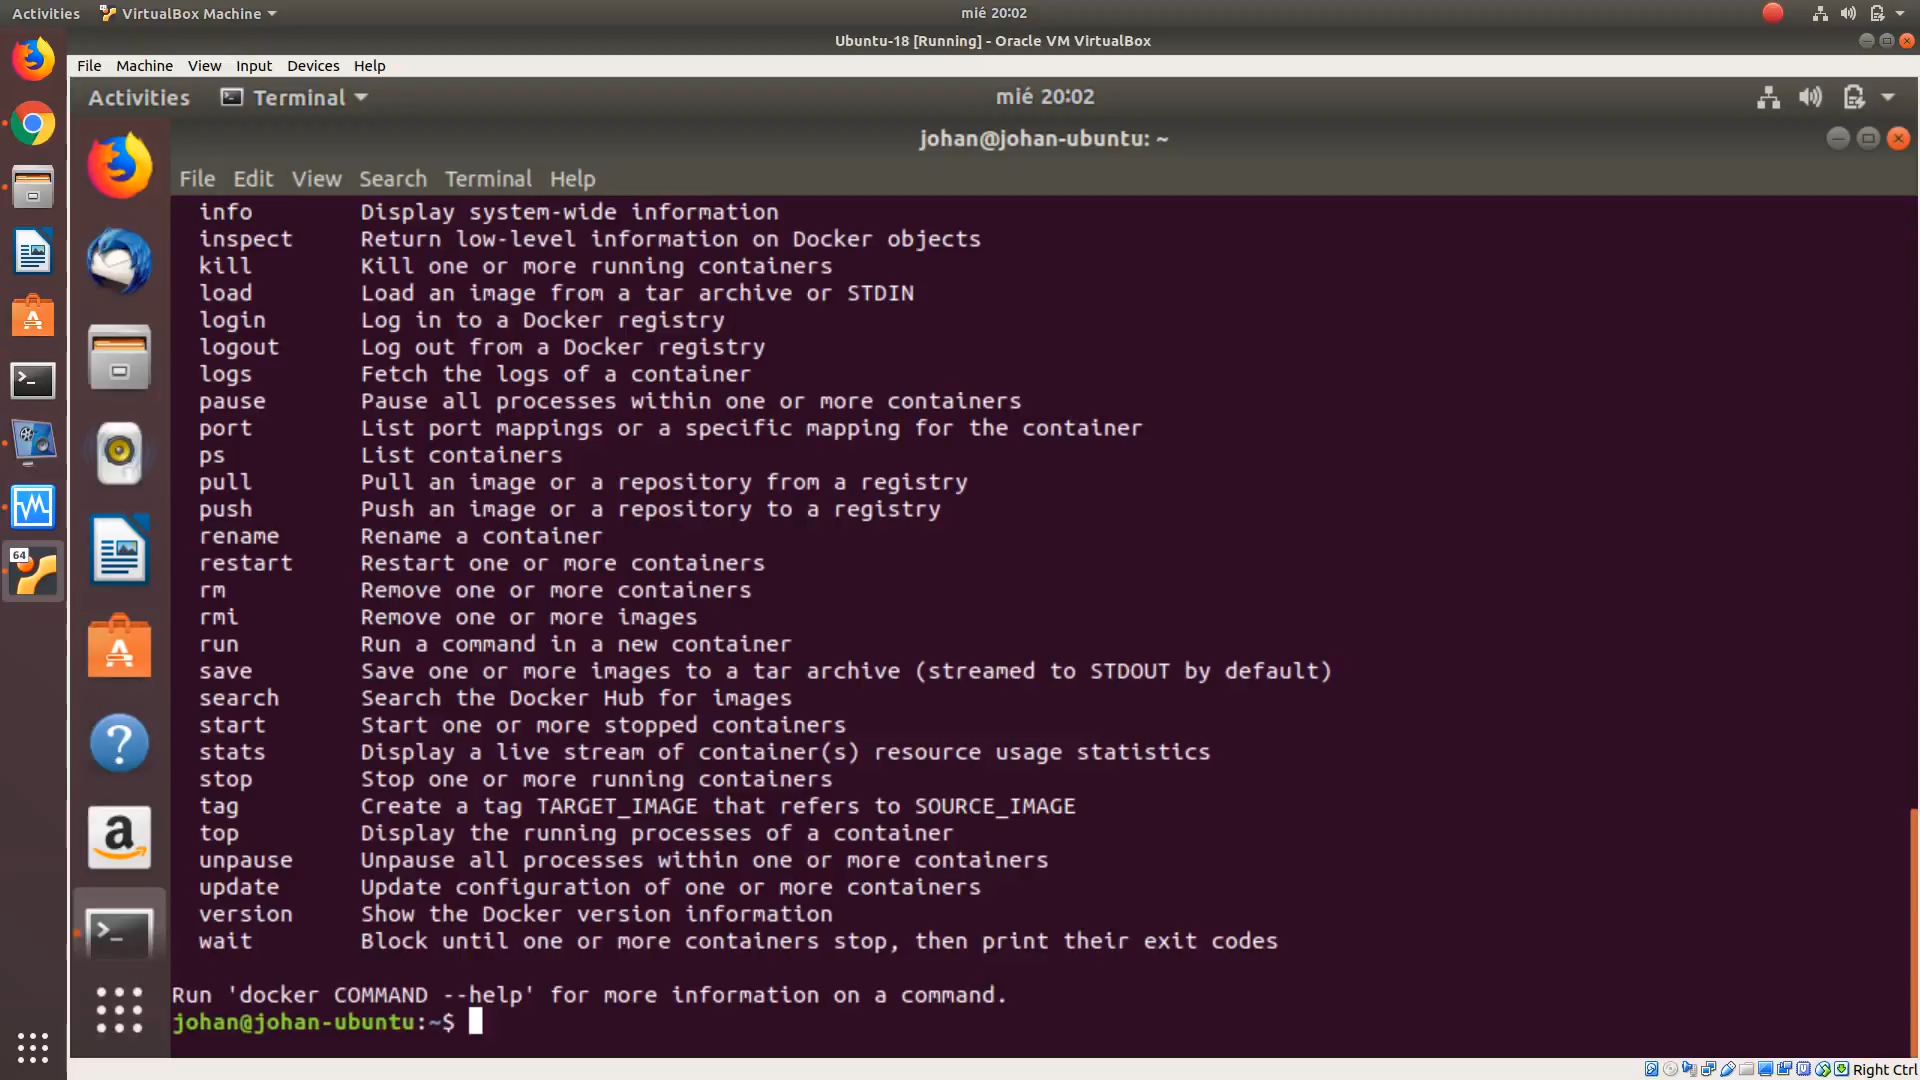 Activities VirtualBox Machine mié 20:02
Ubuntu-18 [Running] - Oracle VM VirtualBox
File Machine View Input Devices Help
Activities Terminal mié 20:02
johan@johan-ubuntu: ~
File Edit View Search Terminal Help
info Display system-wide information
inspect Return low-level information on Docker objects
kill Kill one or more running containers
load Load an image from a tar archive or STDIN
login Log in to a Docker registry
logout Log out from a Docker registry
logs Fetch the logs of a container
pause Pause all processes within one or more containers
port List port mappings or a specific mapping for the container
ps List containers
pull Pull an image or a repository from a registry
push Push an image or a repository to a registry
rename Rename a container
restart Restart one or more containers
rm Remove one or more containers
rmi Remove one or more images
run Run a command in a new container
save Save one or more images to a tar archive (streamed to STDOUT by default)
search Search the Docker Hub for images
start Start one or more stopped containers
stats Display a live stream of container(s) resource usage statistics
stop Stop one or more running containers
tag Create a tag TARGET_IMAGE that refers to SOURCE_IMAGE
top Display the running processes of a container
unpause Unpause all processes within one or more containers
update Update configuration of one or more containers
version Show the Docker version information
wait Block until one or more containers stop, then print their exit codes
Run 'docker COMMAND --help' for more information on a command.
johan@johan-ubuntu:~$
64
Right Ctrl